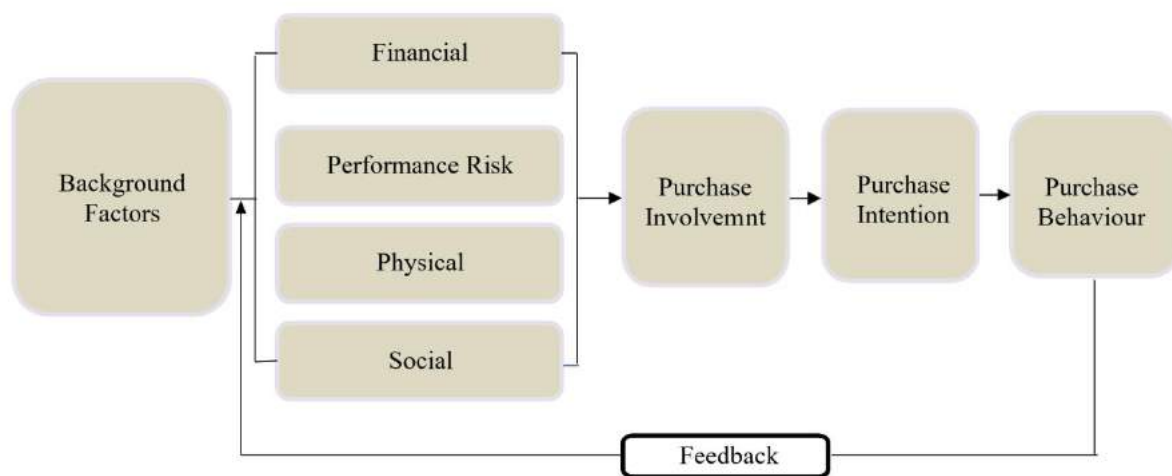 Background
Factors
Financial
Performance Risk
Physical
Social
Purchase
Involvemnt
Purchase
Intention
Purchase
Behaviour
Feedback